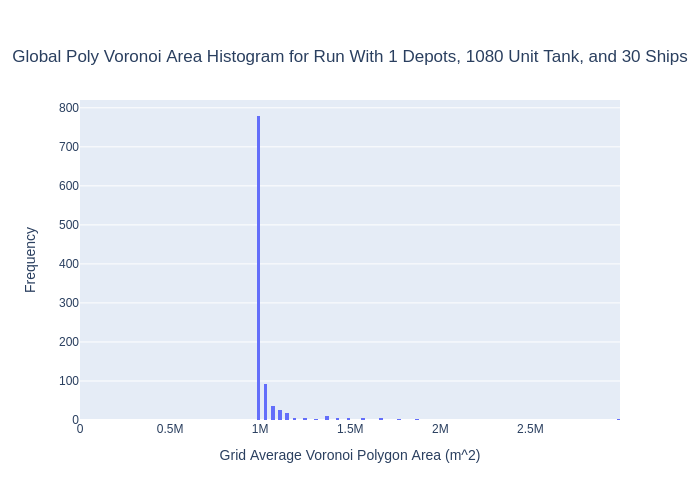 Global Poly Voronoi Area Histogram for Run With 1 Depots, 1080 Unit Tank, and 30 Ships
800
700
600
500
400
300
200
100
0
0 0.5M 1M 1.5M 2M 2.5M
Frequency
Grid Average Voronoi Polygon Area (m^2)